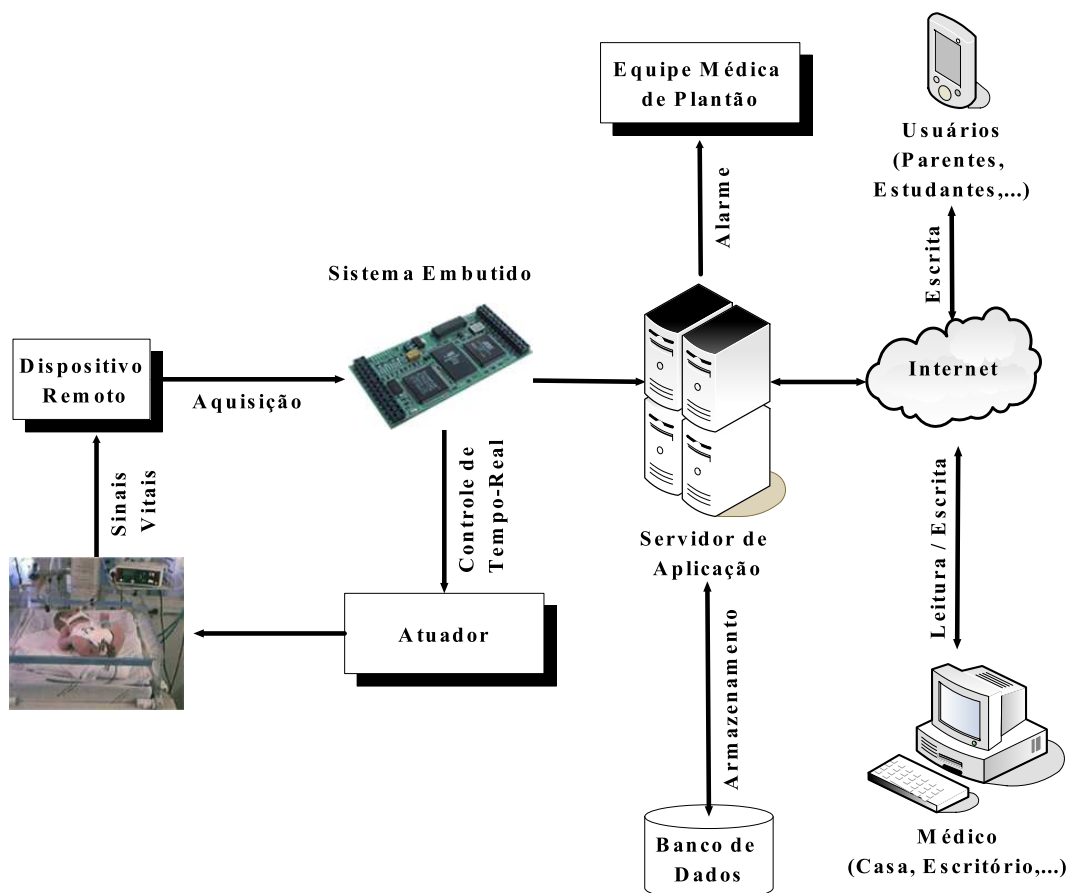 Equipe Médica
de Plantão
Usuários
(Parentes,
Estudantes,...)
Alarme
Escrita
Sistema Embutido
Dispositivo
Remoto
Aquisição
Internet
Sinais
Vitais
Controle de
Tempo-Real
Servidor de
Aplicação
Leitura / Escrita
Atuador
Armazenamento
Banco de
Dados
Médico
(Casa, Escritório,...)